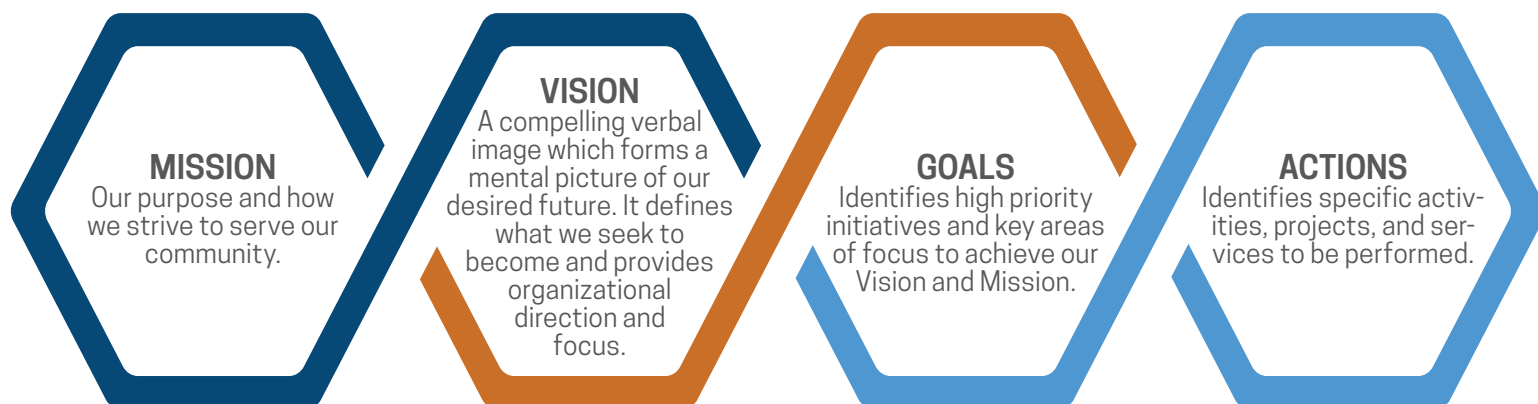 MISSION
Our purpose and how
we strive to serve our
community.
VISION
A compelling verbal
image which forms a
mental picture of our
desired future. It defines
what we seek to
become and provides
organizational
direction and
focus.
GOALS
Identifies high priority
initiatives and key areas
of focus to achieve our
Vision and Mission.
ACTIONS
Identifies specific activ-
ities, projects, and ser-
vices to be performed.